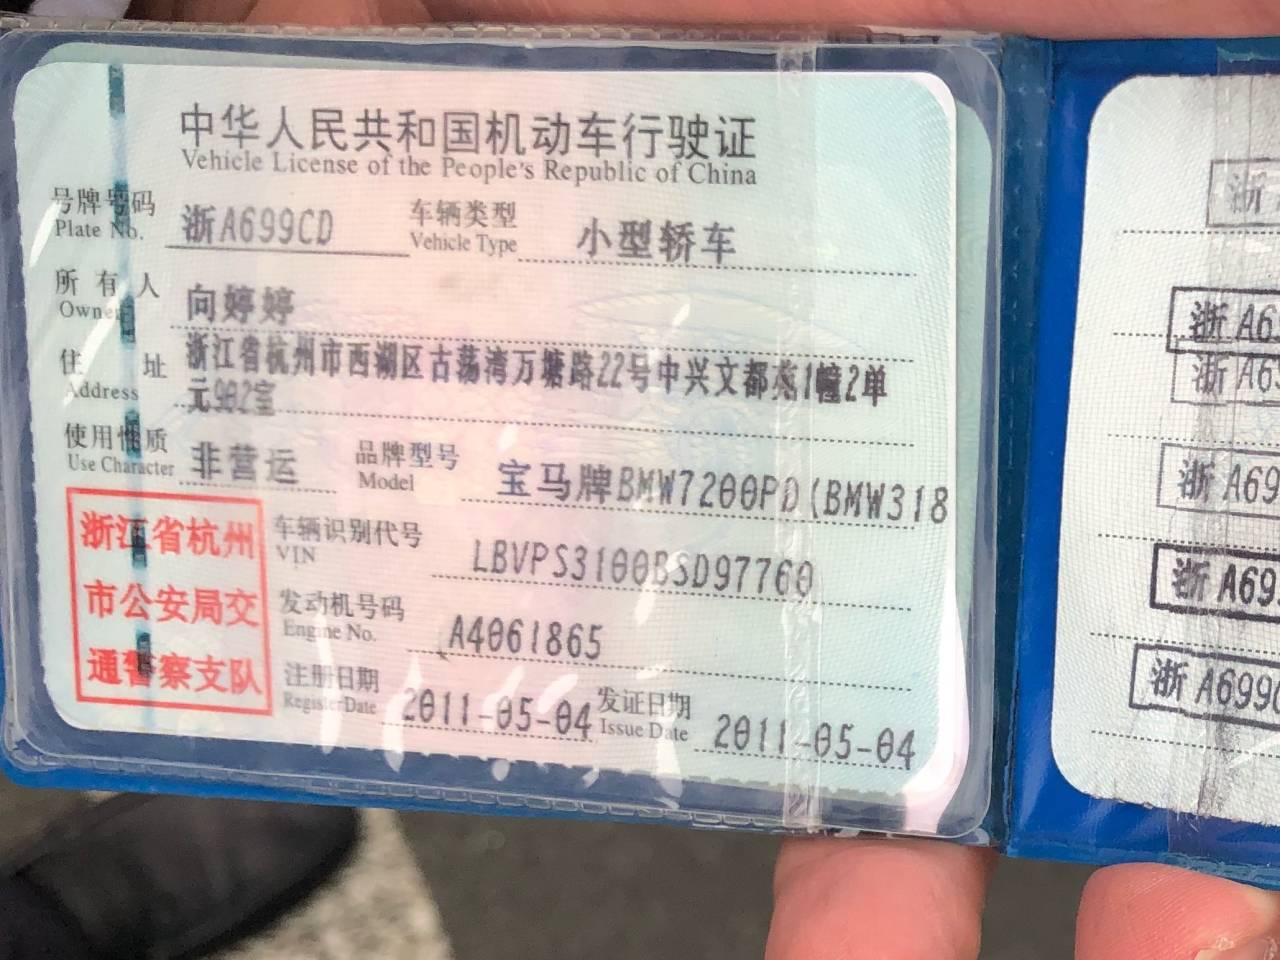 中华人民共和国机动车行驶证
Vehicle License of the People's Republic of China
号牌号码 浙A699CD 车辆类型 小型轿车
Plate No. Vehicle Type
所有人 向婷婷
Owner
住址 浙江省杭州市西湖区古荡湾万塘路22号中兴文都苑1幢2单
Address 元902室
使用性质 非营运 品牌型号 宝马牌BMW7200PD(BMW318
Use Character Model
浙江省杭州
市公安局交
通警察支队
车辆识别代号 LBVPS3100BSD97760
VIN
发动机号码 A4061865
Engine No.
注册日期 2011-05-04 发证日期 2011-05-04
Register Date Issue Date
浙
浙A6
浙A69
浙A69
浙A69
浙A699